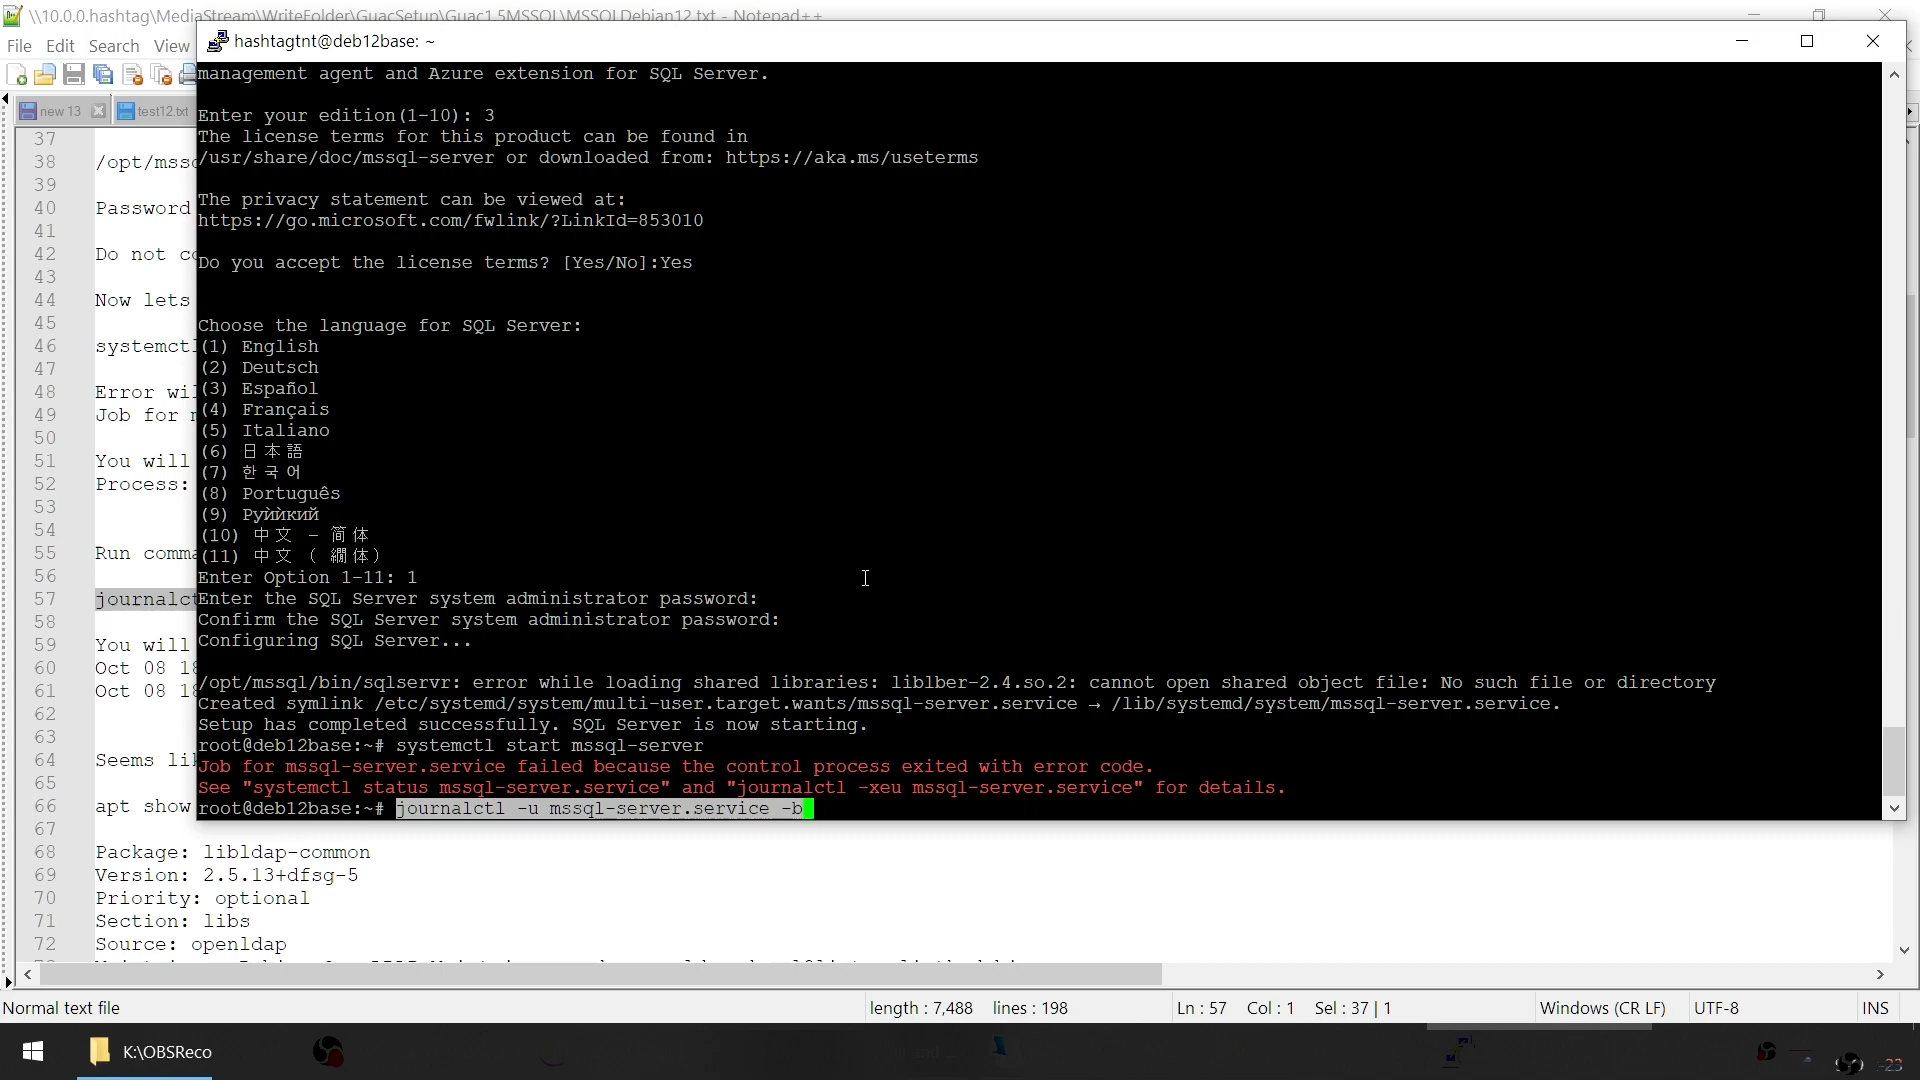 \\10.0.0.hashtag\MediaStream\WriteFolder\GuacSetup\Guac1.5MSSQL\MSSQLDebian12.txt - Notepad++
File Edit Search View
hashtagtnt@deb12base: ~
new 13
test12.txt
management agent and Azure extension for SQL Server.
Enter your edition(1-10): 3
The license terms for this product can be found in
/usr/share/doc/mssql-server or downloaded from: https://aka.ms/useterms
The privacy statement can be viewed at:
https://go.microsoft.com/fwlink/?LinkId=853010
Do you accept the license terms? [Yes/No]:Yes
Choose the language for SQL Server:
(1) English
(2) Deutsch
(3) Español
(4) Français
(5) Italiano
(6) 日本語
(7) 한국어
(8) Português
(9) Руййкий
(10) 中文 – 简体
(11) 中文 ( 繝体)
Enter Option 1-11: 1
Enter the SQL Server system administrator password:
Confirm the SQL Server system administrator password:
Configuring SQL Server...
/opt/mssql/bin/sqlservr: error while loading shared libraries: liblber-2.4.so.2: cannot open shared object file: No such file or directory
Created symlink /etc/systemd/system/multi-user.target.wants/mssql-server.service → /lib/systemd/system/mssql-server.service.
Setup has completed successfully. SQL Server is now starting.
root@deb12base:~# systemctl start mssql-server
Job for mssql-server.service failed because the control process exited with error code.
See "systemctl status mssql-server.service" and "journalctl -xeu mssql-server.service" for details.
root@deb12base:~# journalctl -u mssql-server.service -b
37
38 /opt/mss
39
40 Password
41
42 Do not c
43
44 Now lets
45
46 systemct
47
48 Error wi
49 Job for
50
51 You will
52 Process:
53
54
55 Run comm
56
57 journalct
58
59 You will
60 Oct 08 18
61 Oct 08 18
62
63
64 Seems li
65
66 apt show
67
68 Package: libldap-common
69 Version: 2.5.13+dfsg-5
70 Priority: optional
71 Section: libs
72 Source: openldap
Normal text file length : 7,488 lines : 198 Ln : 57 Col : 1 Sel : 37 | 1 Windows (CR LF) UTF-8 INS
K:\OBSReco
-23